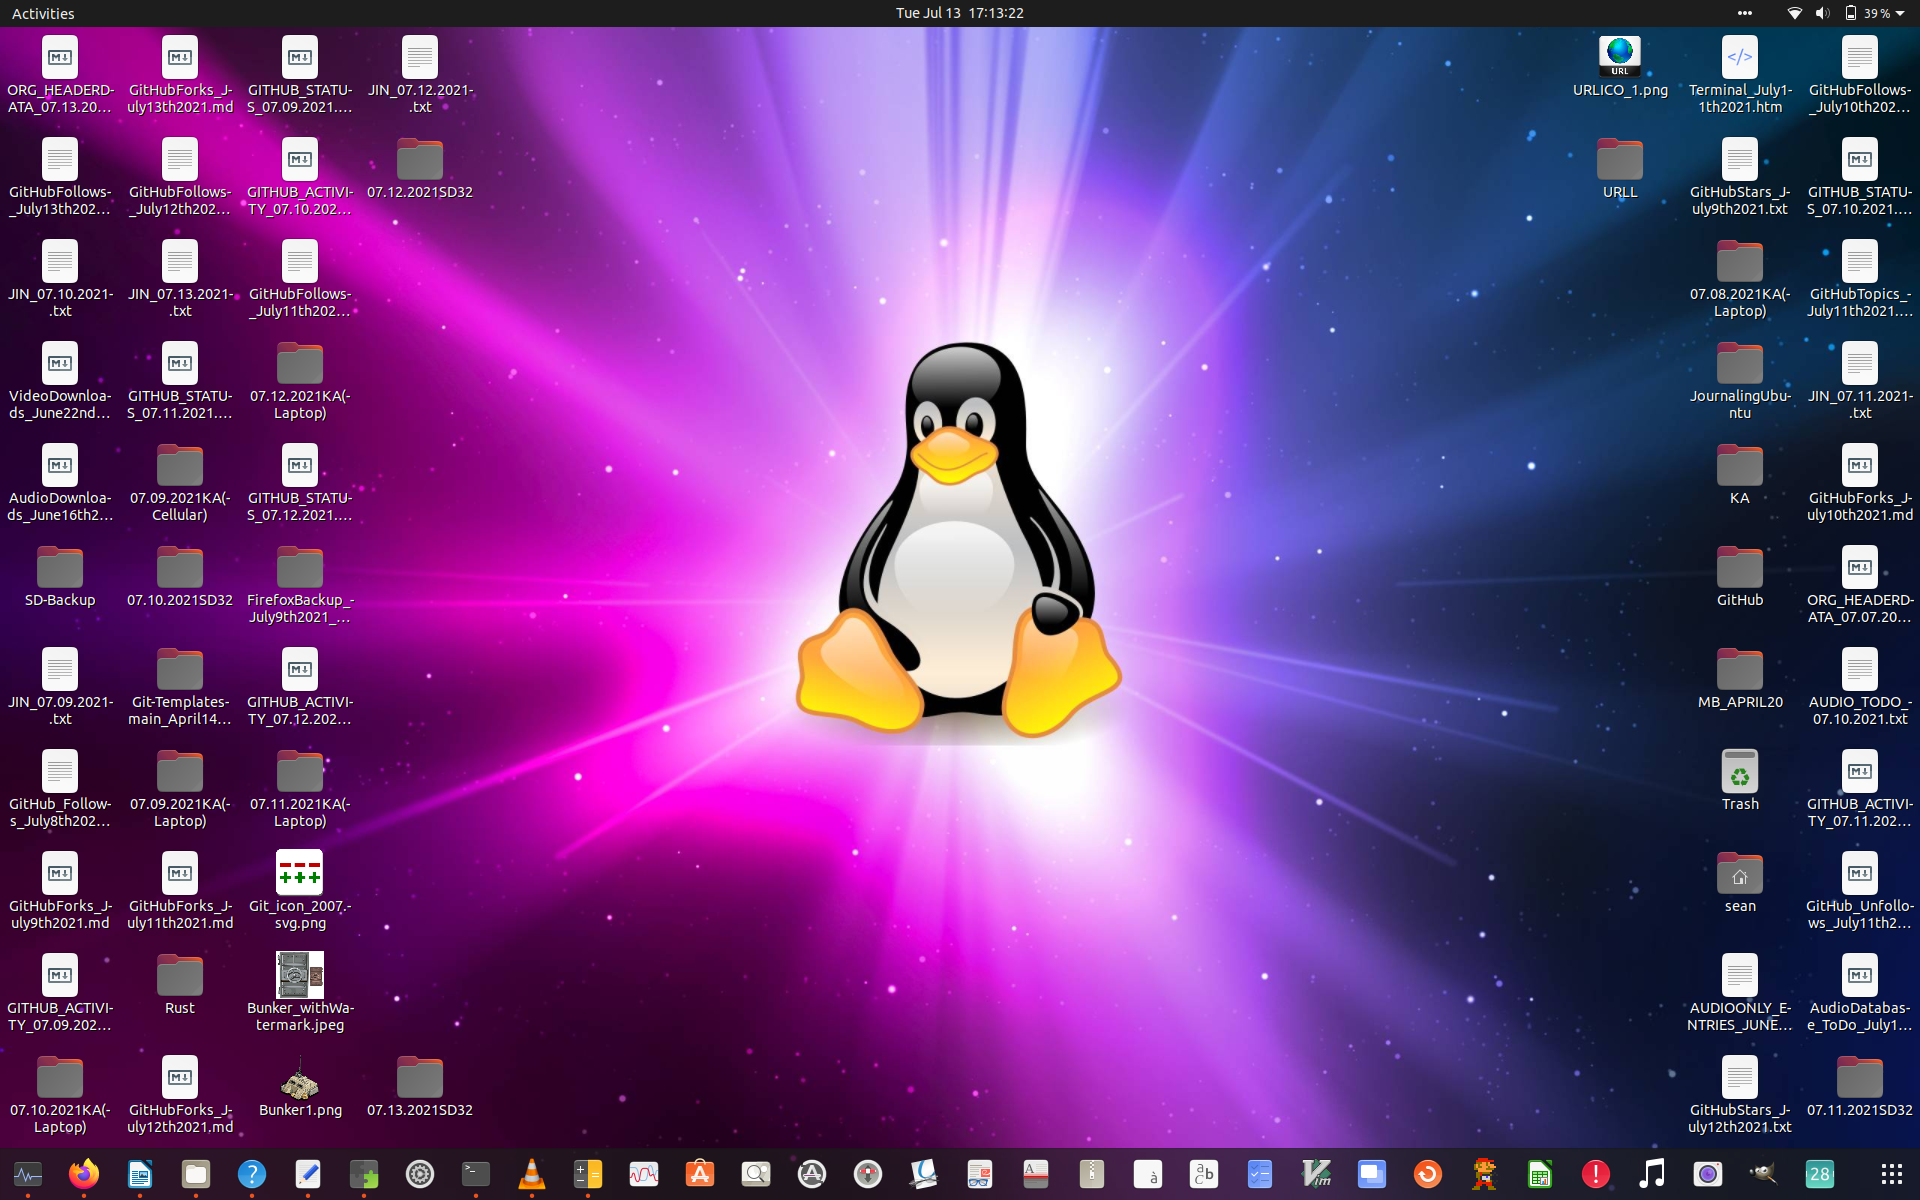 Activities
Tue Jul 13 17:13:22
39 %
ORG_HEADERD-
ATA_07.13.20...
GitHubForks_J-
uly13th2021.md
GITHUB_STATU-
S_07.09.2021....
JIN_07.12.2021-
.txt
URLICO_1.png
Terminal_July1-
1th2021.htm
GitHubFollows-
_July10th202...
GitHubFollows-
_July13th202...
GitHubFollows-
_July12th202...
GITHUB_ACTIVI-
TY_07.10.202...
07.12.2021SD32
URLL
GitHubStars_J-
uly9th2021.txt
GITHUB_STATU-
S_07.10.2021....
JIN_07.10.2021-
.txt
JIN_07.13.2021-
.txt
GitHubFollows-
_July11th202...
07.08.2021KA(-
Laptop)
GitHubTopics_-
July11th2021....
VideoDownloa-
ds_June22nd...
GITHUB_STATU-
S_07.11.2021....
07.12.2021KA(-
Laptop)
JournalingUbu-
ntu
JIN_07.11.2021-
.txt
AudioDownloa-
ds_June16th2...
07.09.2021KA(-
Cellular)
GITHUB_STATU-
S_07.12.2021....
KA
GitHubForks_J-
uly10th2021.md
SD-Backup
07.10.2021SD32
FirefoxBackup_-
July9th2021_...
GitHub
ORG_HEADERD-
ATA_07.07.20...
JIN_07.09.2021-
.txt
Git-Templates-
main_April14...
GITHUB_ACTIVI-
TY_07.12.202...
MB_APRIL20
AUDIO_TODO_-
07.10.2021.txt
GitHub_Follow-
s_July8th202...
07.09.2021KA(-
Laptop)
07.11.2021KA(-
Laptop)
Trash
GITHUB_ACTIVI-
TY_07.11.202...
GitHubForks_J-
uly9th2021.md
GitHubForks_J-
uly11th2021.md
Git_icon_2007.-
svg.png
sean
GitHub_Unfollo-
ws_July11th2...
GITHUB_ACTIVI-
TY_07.09.202...
Rust
Bunker_withWa-
termark.jpeg
AUDIOONLY_E-
NTRIES_JUNE...
AudioDatabas-
e_ToDo_July1...
07.10.2021KA(-
Laptop)
GitHubForks_J-
uly12th2021.md
Bunker1.png
07.13.2021SD32
GitHubStars_J-
uly12th2021.txt
07.11.2021SD32
URL
28